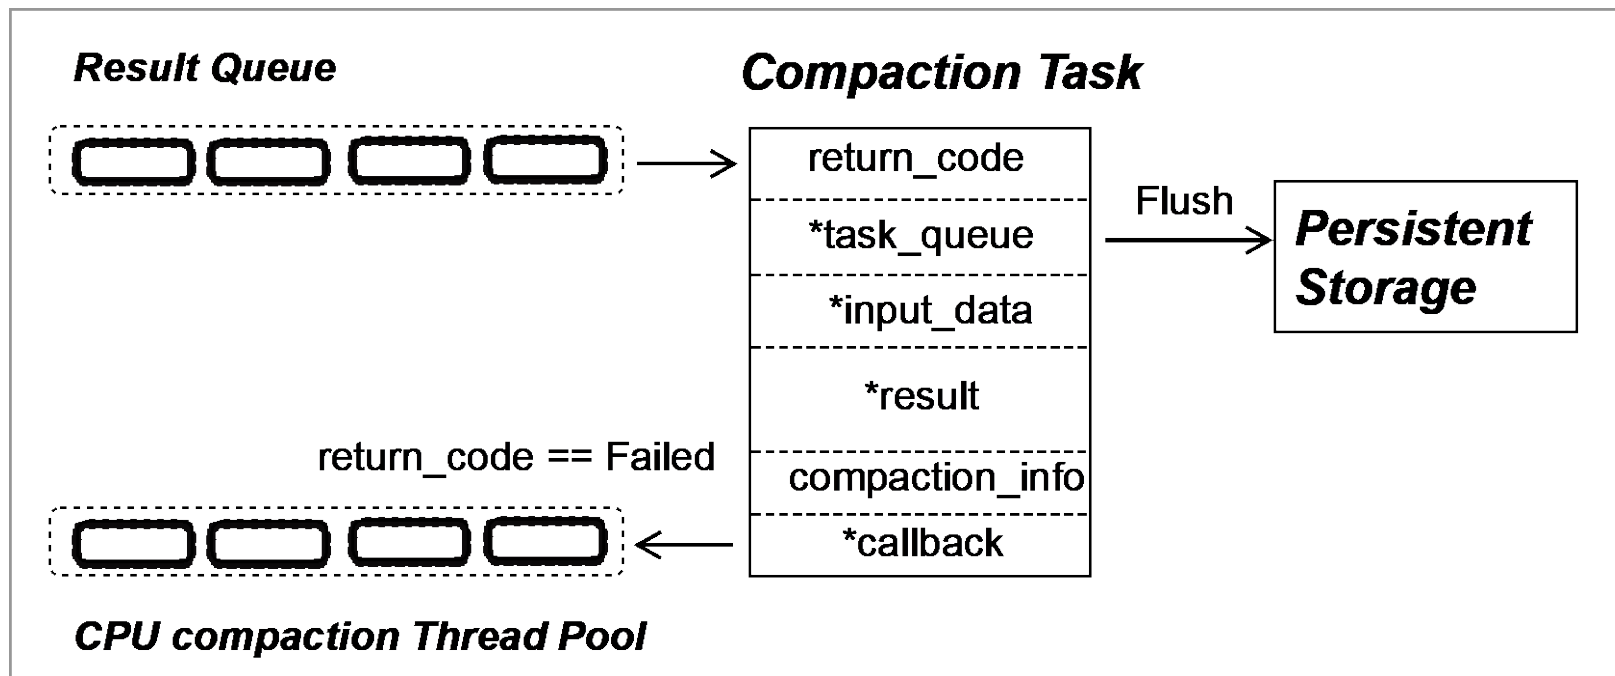 Result Queue
Compaction Task
return_code
*task_queue
*input_data
*result
compaction_info
*callback
Flush
Persistent
Storage
return_code == Failed
CPU compaction Thread Pool